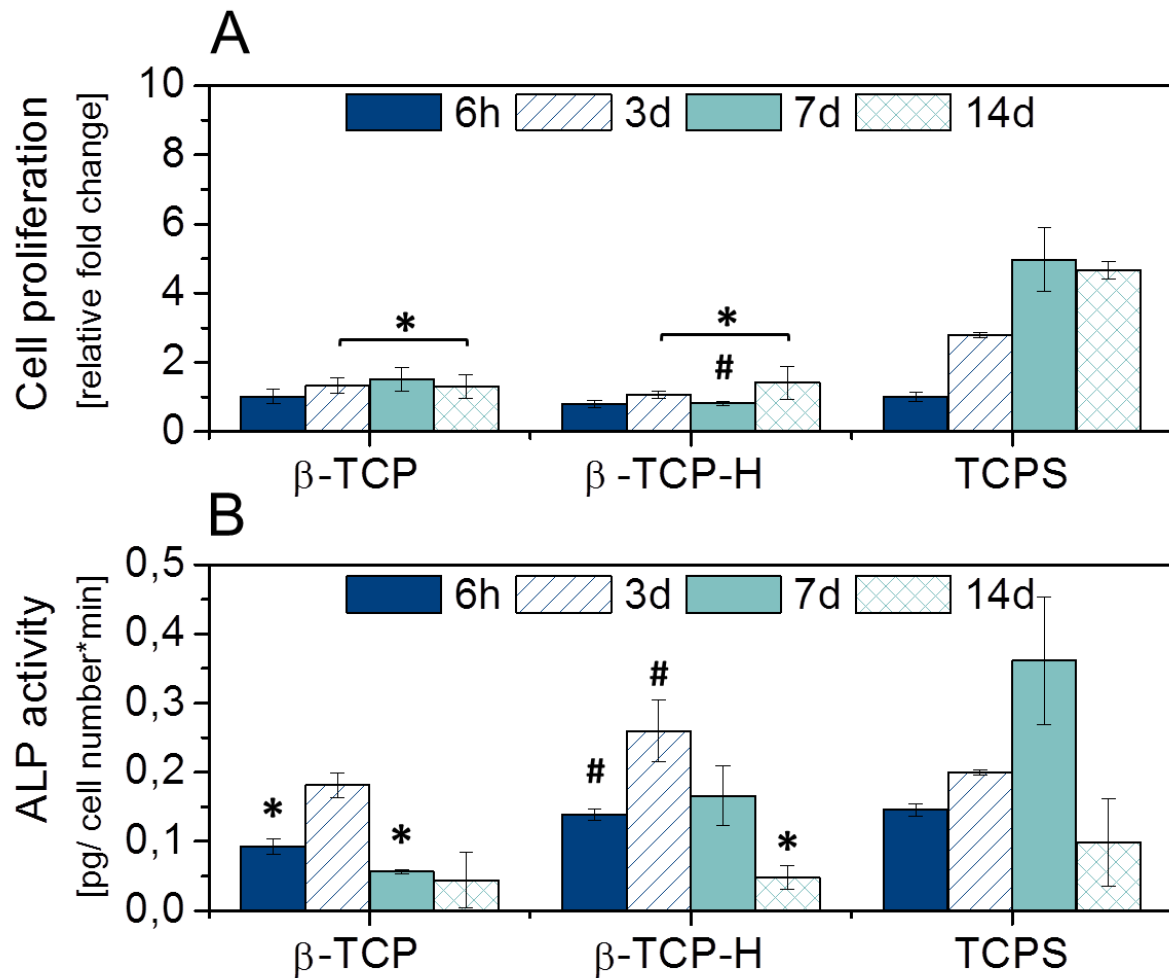 A
Cell proliferation
[relative fold change]
10
8
6
4
2
0
6h 3d 7d 14d
*
*
#
β-TCP β -TCP-H TCPS
B
ALP activity
[pg/ cell number*min]
0,5
0,4
0,3
0,2
0,1
0,0
6h 3d 7d 14d
#
#
*
*
*
β-TCP β-TCP-H TCPS